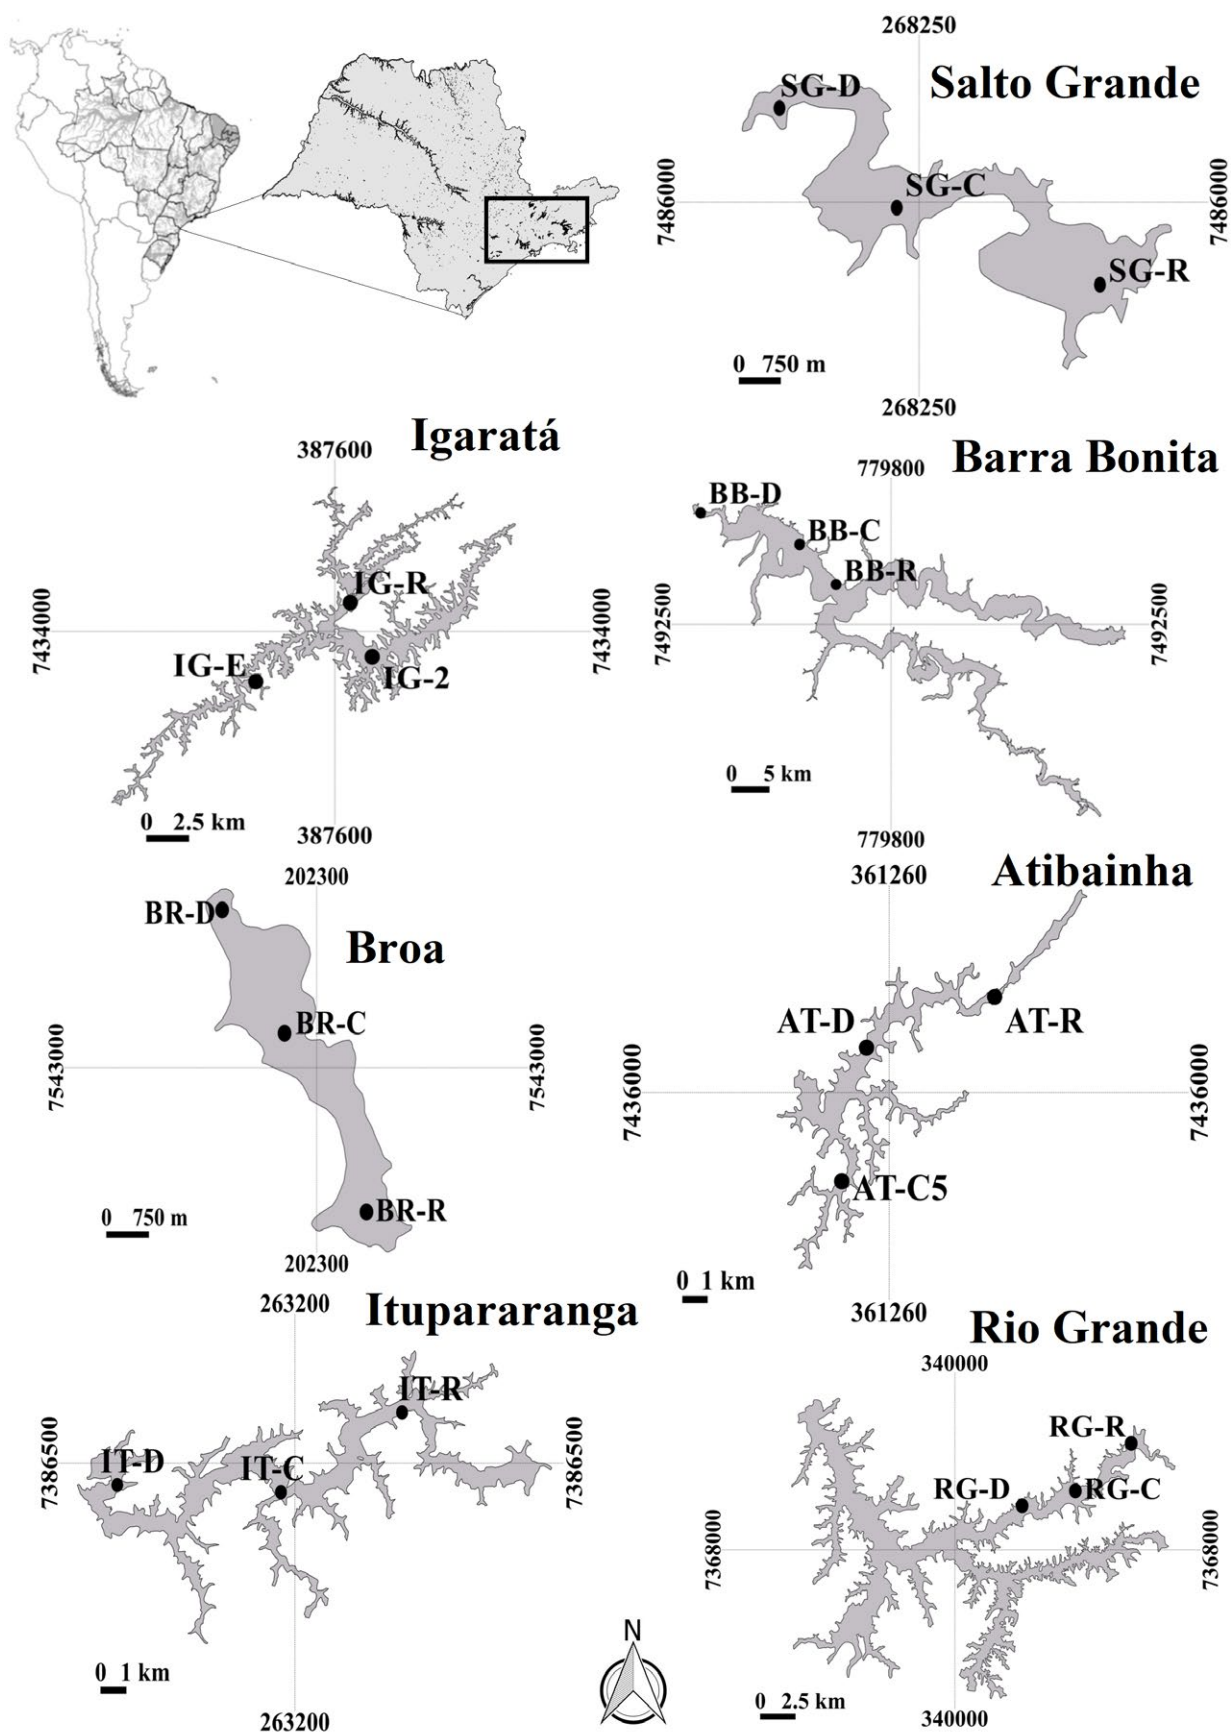 268250
Salto Grande
SG-D
7486000
SG-C
7486000
SG-R
0 750 m
268250
Igaratá
387600
IG-R
7434000
7434000
IG-E
IG-2
0 2.5 km
387600
Barra Bonita
779800
BB-D
BB-C
BB-R
7492500
7492500
0 5 km
779800
202300
BR-D
Broa
BR-C
7543000
7543000
BR-R
0 750 m
202300
Atibainha
361260
AT-D
AT-R
7436000
7436000
AT-C5
0 1 km
361260
Itupararanga
263200
IT-R
7386500
7386500
IT-D
IT-C
0 1 km
263200
N
Rio Grande
340000
RG-R
RG-D
RG-C
7368000
7368000
0 2.5 km
340000